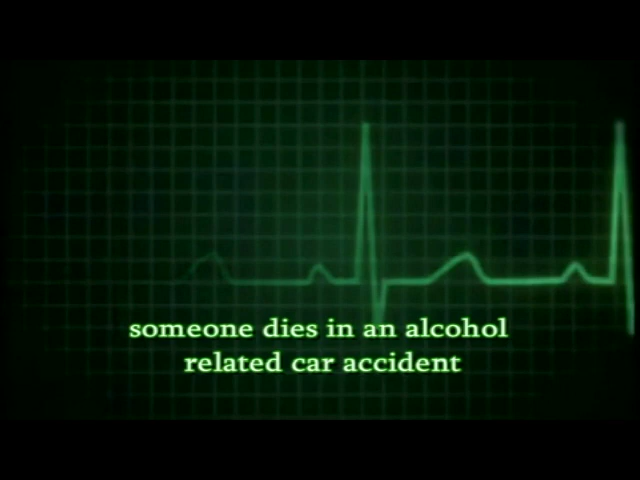 someone dies in an alcohol
related car accident